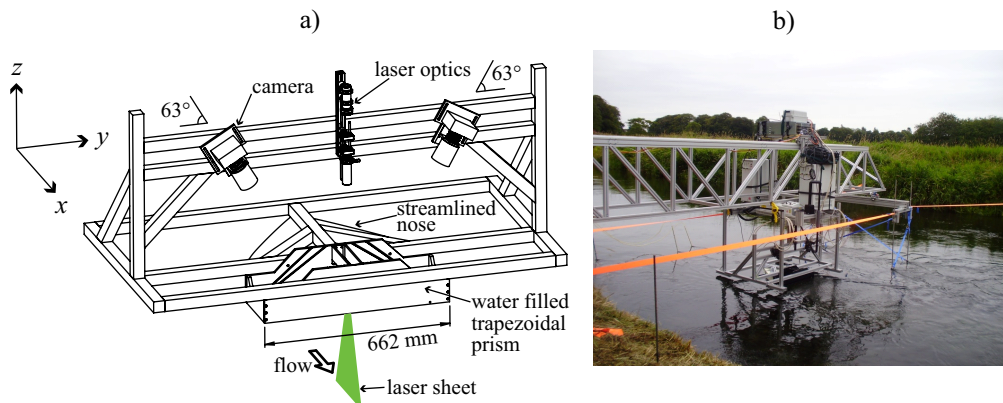 a)
b)
z
y
x
63°
camera
laser optics
63°
streamlined
nose
water filled
trapezoidal
prism
662 mm
flow
laser sheet